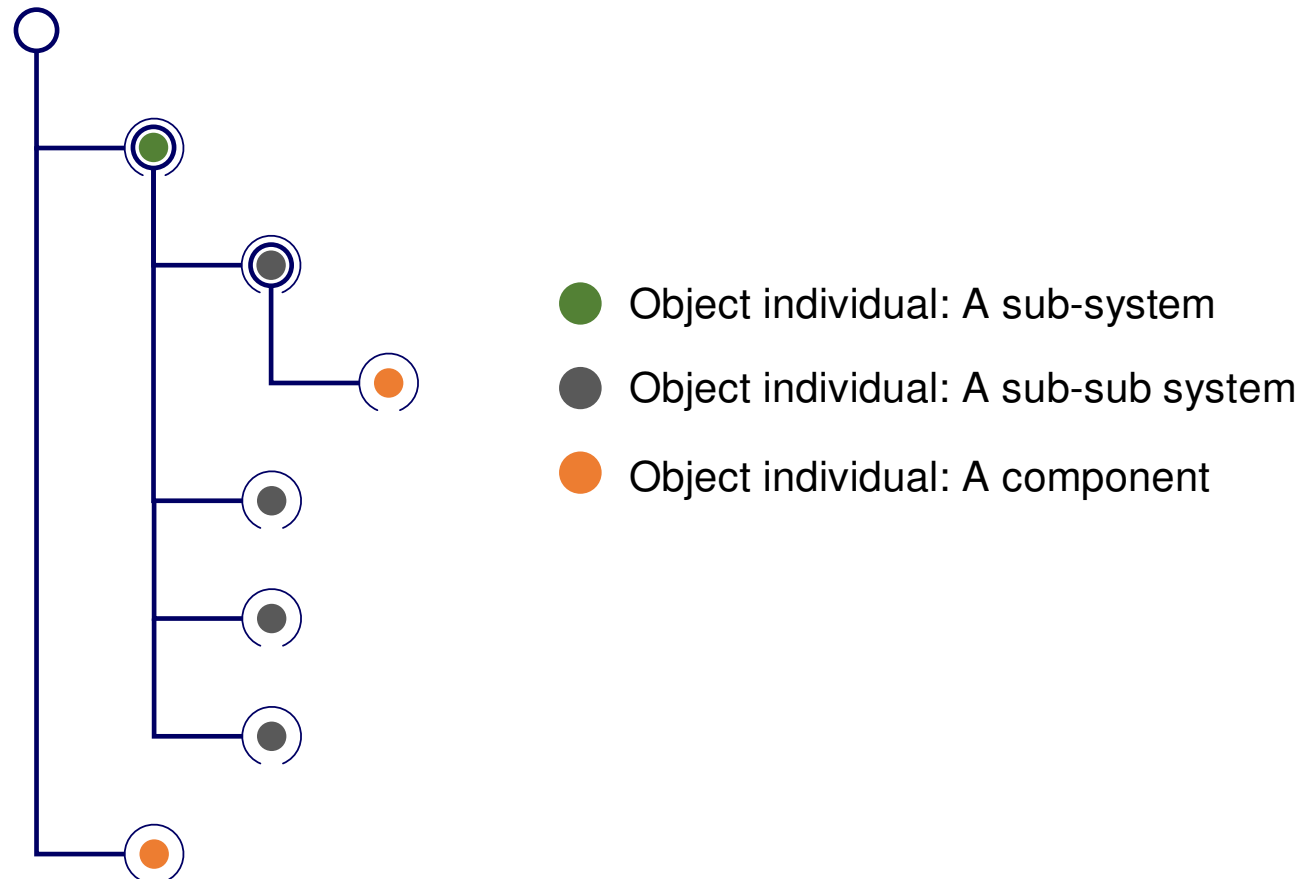 Object individual: A sub-system
Object individual: A sub-sub system
Object individual: A component